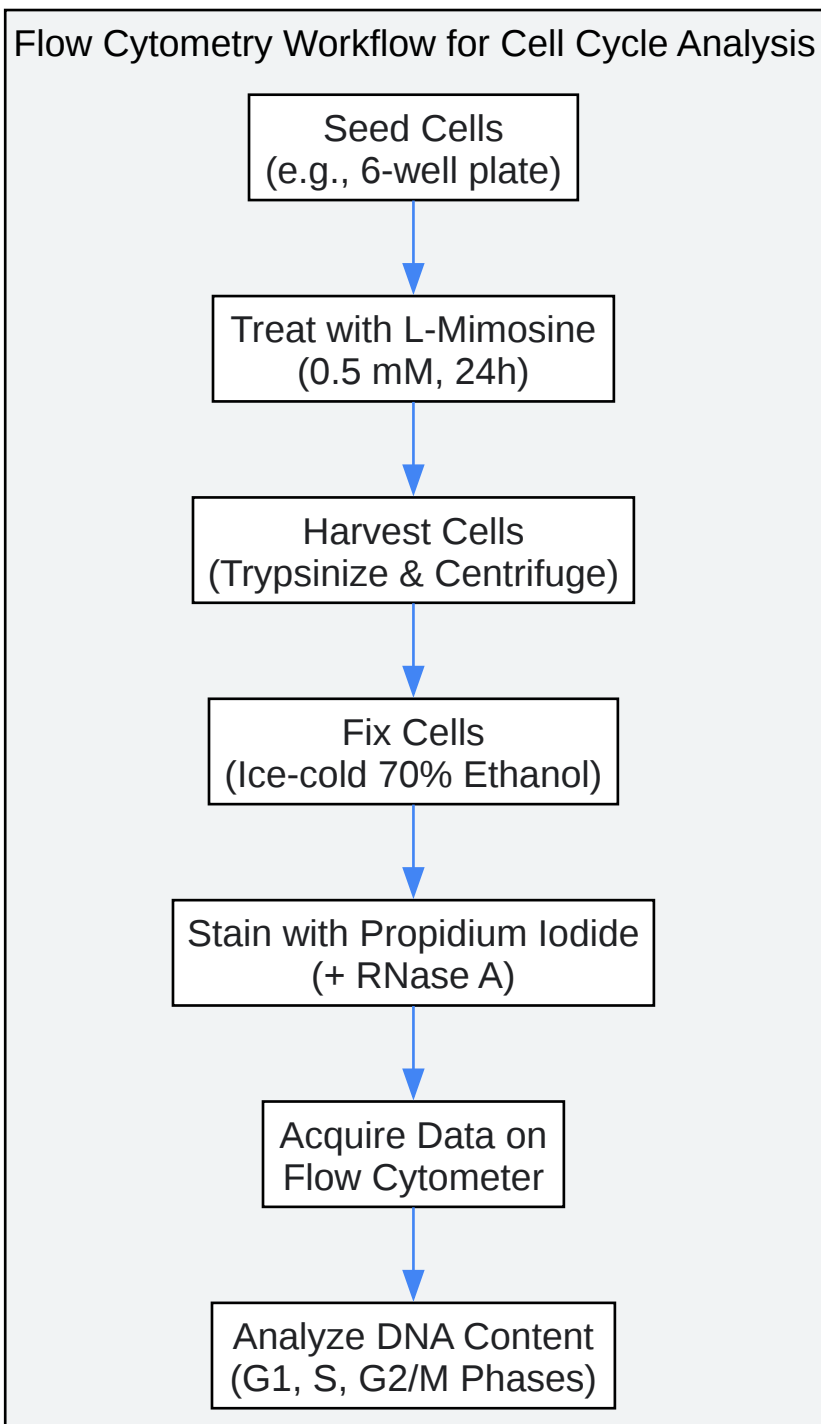 Flow Cytometry Workflow for Cell Cycle Analysis
Seed Cells
(e.g., 6-well plate)
Treat with L-Mimosine
(0.5 mM, 24h)
Harvest Cells
(Trypsinize & Centrifuge)
Fix Cells
(Ice-cold 70% Ethanol)
Stain with Propidium Iodide
(+ RNase A)
Acquire Data on
Flow Cytometer
Analyze DNA Content
(G1, S, G2/M Phases)